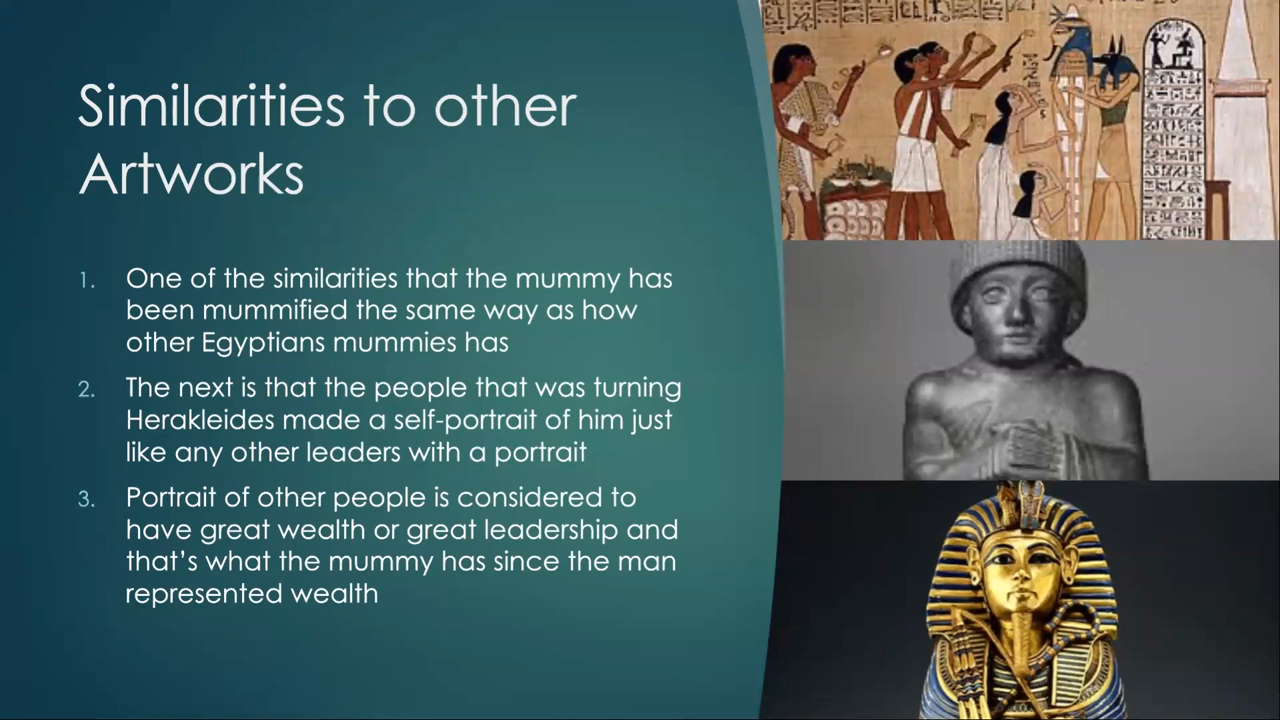 Similarities to other
Artworks
1. One of the similarities that the mummy has
been mummified the same way as how
other Egyptians mummies has
2. The next is that the people that was turning
Herakleides made a self-portrait of him just
like any other leaders with a portrait
3. Portrait of other people is considered to
have great wealth or great leadership and
that's what the mummy has since the man
represented wealth